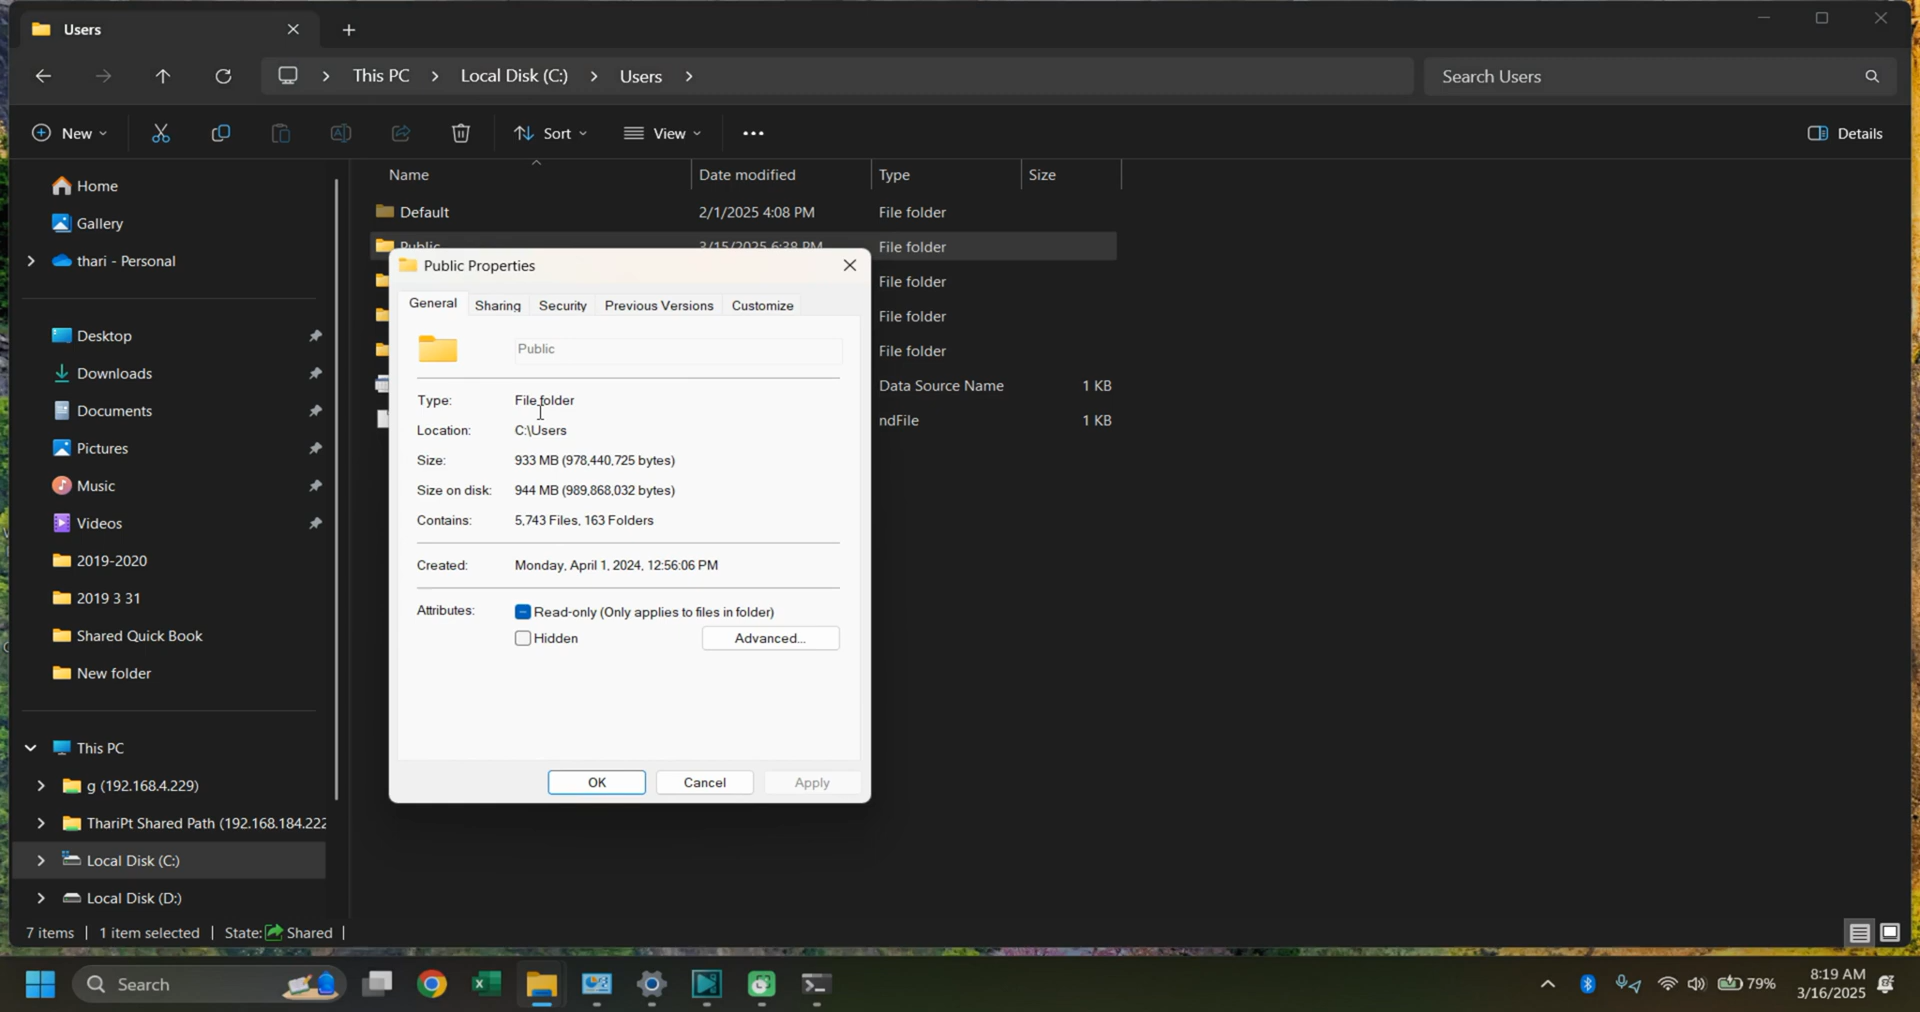 Users
This PC
Local Disk (C:)
Users
Search Users
New
Sort
View
Details
Home
Gallery
thari - Personal
Desktop
Downloads
Documents
Pictures
Music
Videos
2019-2020
2019 3 31
Shared Quick Book
New folder
This PC
g (192.168.4.229)
ThariPt Shared Path (192.168.184.222
Local Disk (C:)
Local Disk (D:)
Name Date modified Type Size
Default 2/1/2025 4:08 PM File folder
Public 3/15/2025 6:38 PM File folder
File folder
File folder
File folder
Data Source Name 1 KB
ndFile 1 KB
Public Properties
General Sharing Security Previous Versions Customize
Public
Type: File folder
Location: C:\Users
Size: 933 MB (978,440,725 bytes)
Size on disk: 944 MB (989,868,032 bytes)
Contains: 5,743 Files, 163 Folders
Created: Monday, April 1, 2024, 12:56:06 PM
Attributes: Read-only (Only applies to files in folder)
Hidden Advanced...
OK Cancel Apply
7 items | 1 item selected | State: Shared |
Search
79%
8:19 AM
3/16/2025